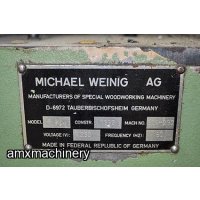 MICHAEL WEINIG AG
MANUFACTURERS OF SPECIAL WOODWORKING MACHINERY
D-6972 TAUBERBISCHOFSHEIM GERMANY
MODEL CONSTR. MACH NO.
VOLTAGE (V) FREQUENCY (HZ)
MADE IN FEDERAL REPUBLIC OF GERMANY
amxmachinery